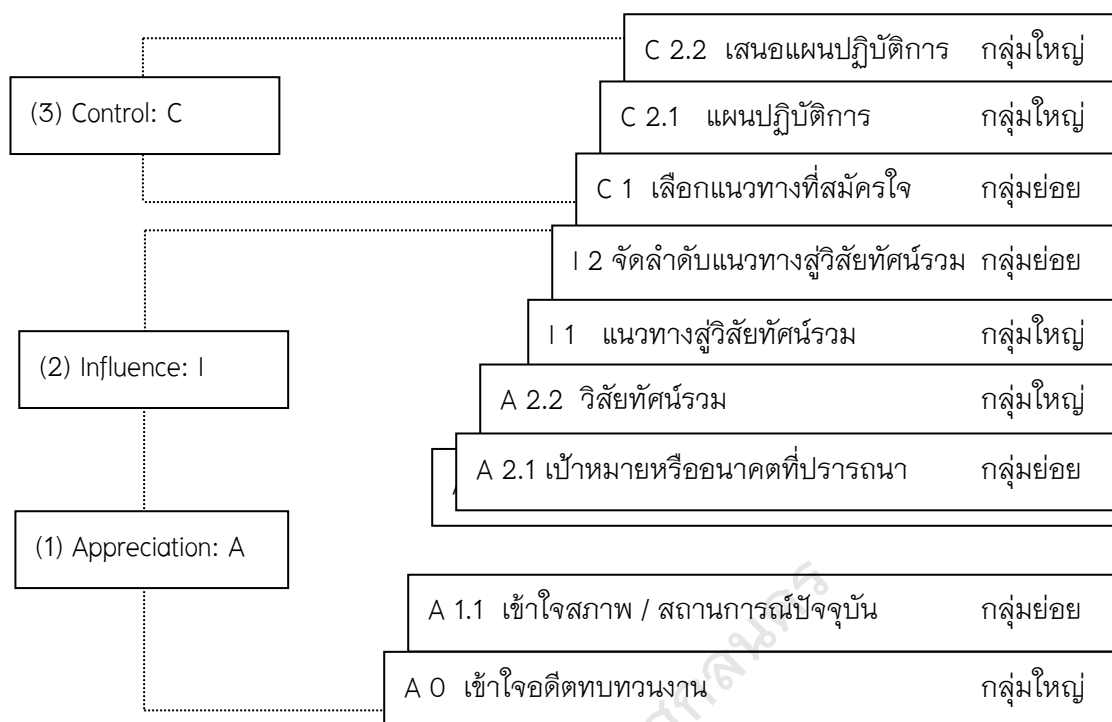 C 2.2 เสนอแผนปฏิบัติการ กลุ่มใหญ่
(3) Control: C
C 2.1 แผนปฏิบัติการ กลุ่มใหญ่
C 1 เลือกแนวทางที่สมัครใจ กลุ่มย่อย
I 2 จัดลำดับแนวทางสู่วิสัยทัศน์รวม กลุ่มย่อย
I 1 แนวทางสู่วิสัยทัศน์รวม กลุ่มใหญ่
(2) Influence: I
A 2.2 วิสัยทัศน์รวม กลุ่มใหญ่
A 2.1 เป้าหมายหรืออนาคตที่ปรารถนา กลุ่มย่อย
(1) Appreciation: A
A 1.1 เข้าใจสภาพ / สถานการณ์ปัจจุบัน กลุ่มย่อย
A 0 เข้าใจอดีตทบทวนงาน กลุ่มใหญ่